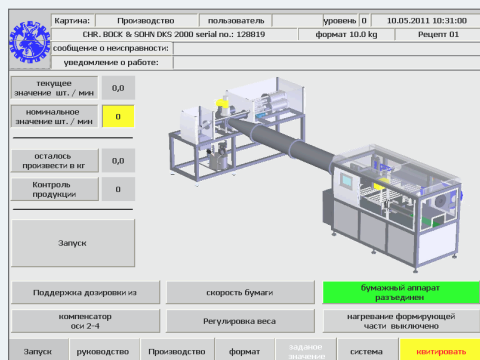 Картина: Производство пользователь уровень 0 10.05.2011 10:31:00
CHR. BOCK & SOHN DKS 2000 serial no.: 128819 формат 10.0 kg Рецепт 01
сообщение о неисправности:
уведомление о работе:
текущее
значение шт. / мин 0,0
номинальное
значение шт. / мин 0
осталось
произвести в кг 0,0
Контроль
продукции 0
Запуск
Поддержка дозировки из скорость бумаги бумажный аппарат
разъединен
компенсатор
оси 2-4
Регулировка веса
нагревание формирующей
части выключено
Запуск руководство Производство формат заданое
значение система квитировать